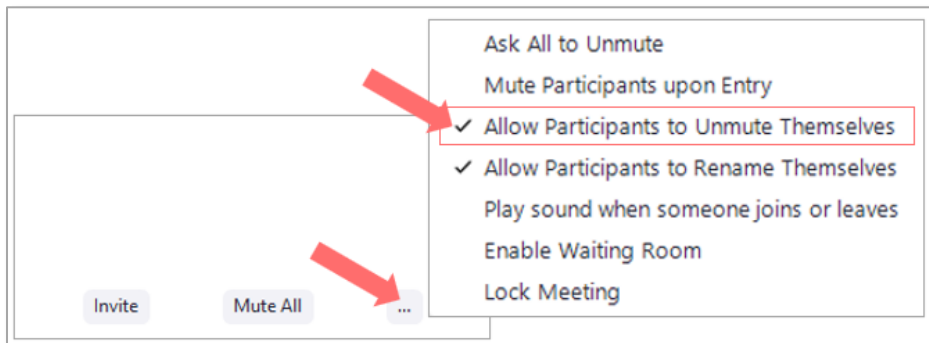 Ask All to Unmute
Mute Participants upon Entry
✓ Allow Participants to Unmute Themselves
✓ Allow Participants to Rename Themselves
Play sound when someone joins or leaves
Enable Waiting Room
Lock Meeting
Invite Mute All ...